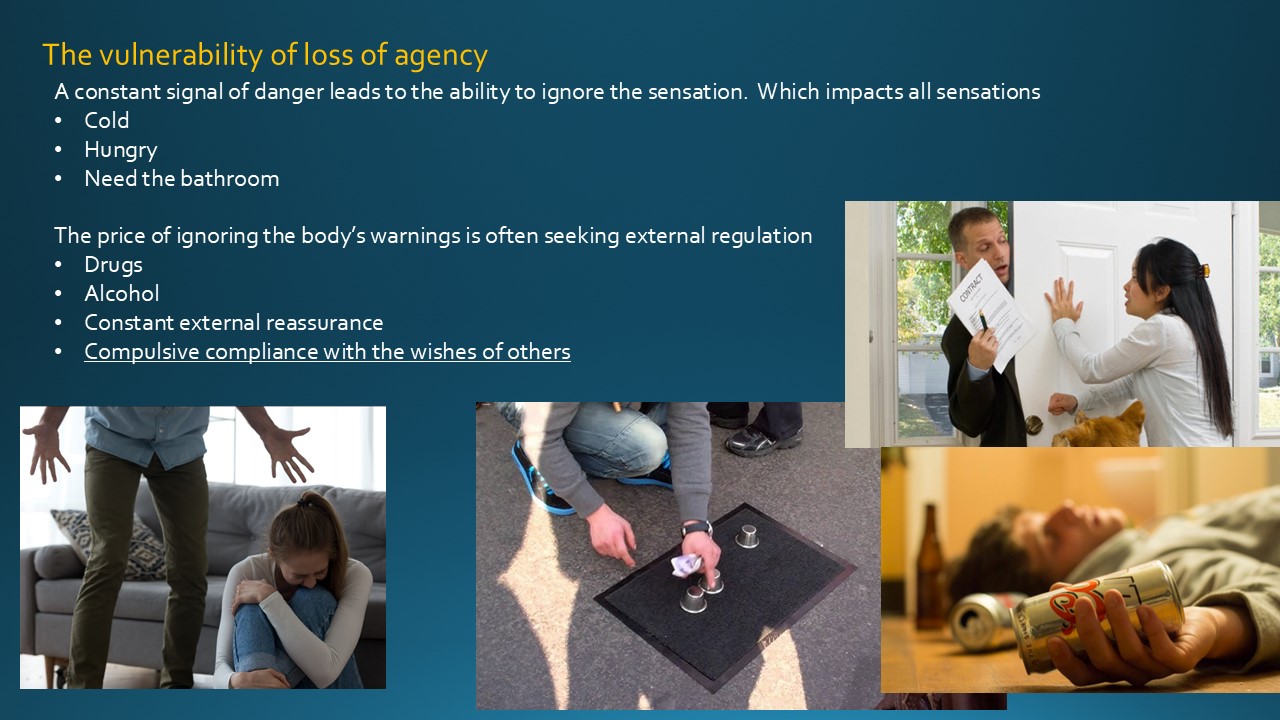 The vulnerability of loss of agency
A constant signal of danger leads to the ability to ignore the sensation.  Which impacts all sensations
• Cold
• Hungry
• Need the bathroom
The price of ignoring the body’s warnings is often seeking external regulation
• Drugs
• Alcohol
• Constant external reassurance
• Compulsive compliance with the wishes of others
CONTRACT